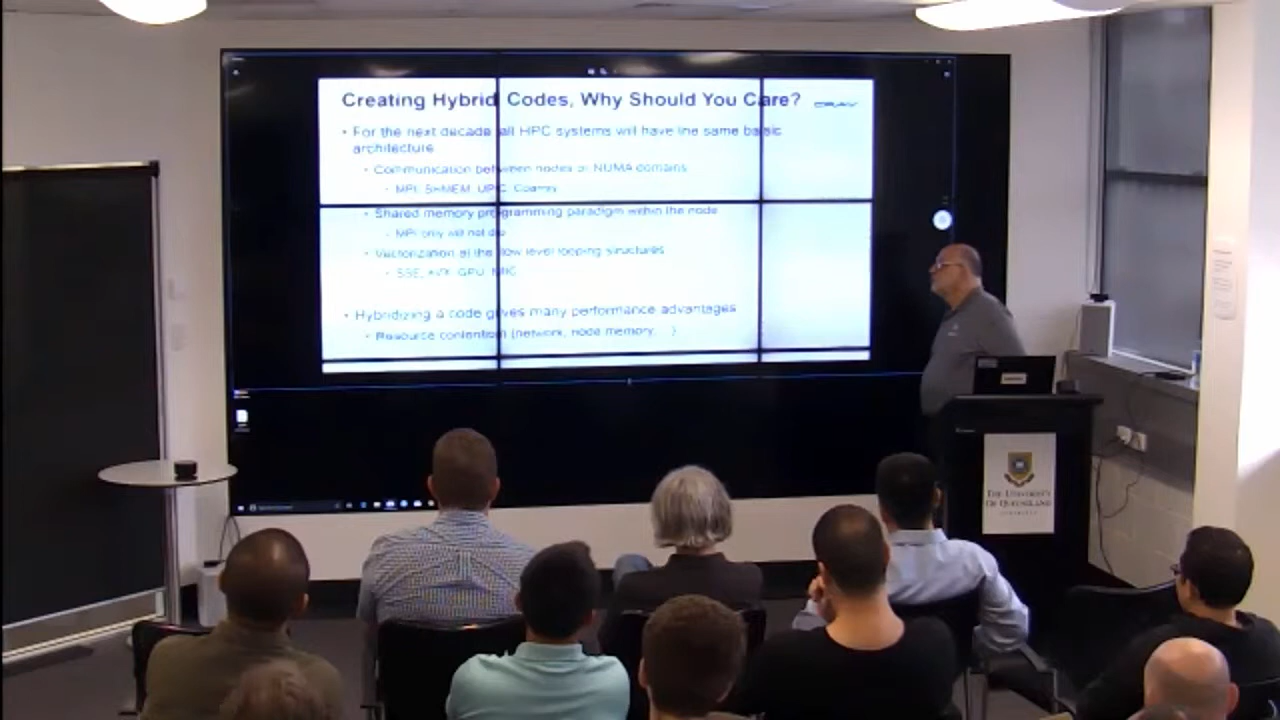 Creating Hybrid Codes, Why Should You Care?
CRAY
• For the next decade all HPC systems will have the same basic
architecture
• Communication between nodes or NUMA domains
• MPI, SHMEM, UPC, Coarray
• Shared memory programming paradigm within the node
• MPI only will not do
• Vectorization at the low level looping structures
• SSE, AVX, GPU, MIC
• Hybridizing a code gives many performance advantages
• Resource contention (network, node memory, )
THE UNIVERSITY
OF QUEENSLAND
AUSTRALIA